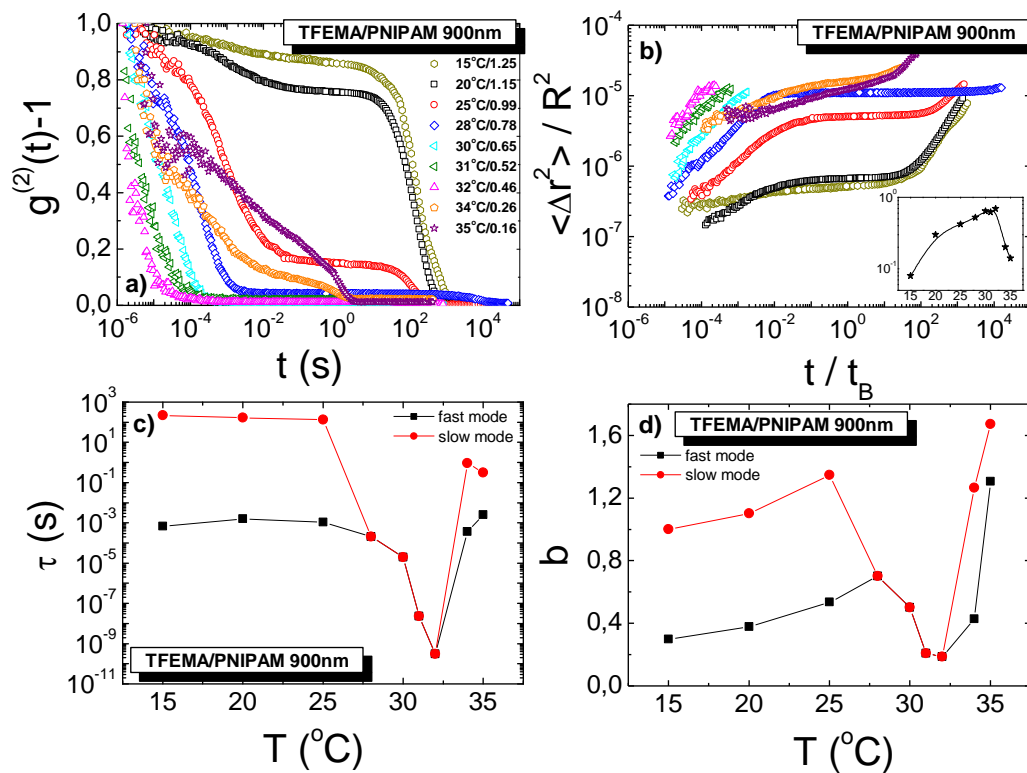 TFEMA/PNIPAM 900nm
1,0
0,8
0,6
0,4
0,2
0,0
g⁽²⁾(t)-1
a)
15°C/1.25
20°C/1.15
25°C/0.99
28°C/0.78
30°C/0.65
31°C/0.52
32°C/0.46
34°C/0.26
35°C/0.16
10⁻⁶ 10⁻⁴ 10⁻² 10⁰ 10² 10⁴ 10⁶
t (s)
b)
TFEMA/PNIPAM 900nm
10⁻⁴
10⁻⁵
10⁻⁶
10⁻⁷
10⁻⁸
<Δr²> / R²
10⁰
10⁻¹
15 20 25 30 35
10⁻⁶ 10⁻⁴ 10⁻² 10⁰ 10² 10⁴ 10⁶
t / t_B
c)
fast mode
slow mode
10³
10¹
10⁻¹
10⁻³
10⁻⁵
10⁻⁷
10⁻⁹
10⁻¹¹
τ (s)
TFEMA/PNIPAM 900nm
15 20 25 30 35
T (°C)
d)
TFEMA/PNIPAM 900nm
fast mode
slow mode
1,6
1,2
0,8
0,4
0,0
b
15 20 25 30 35
T (°C)